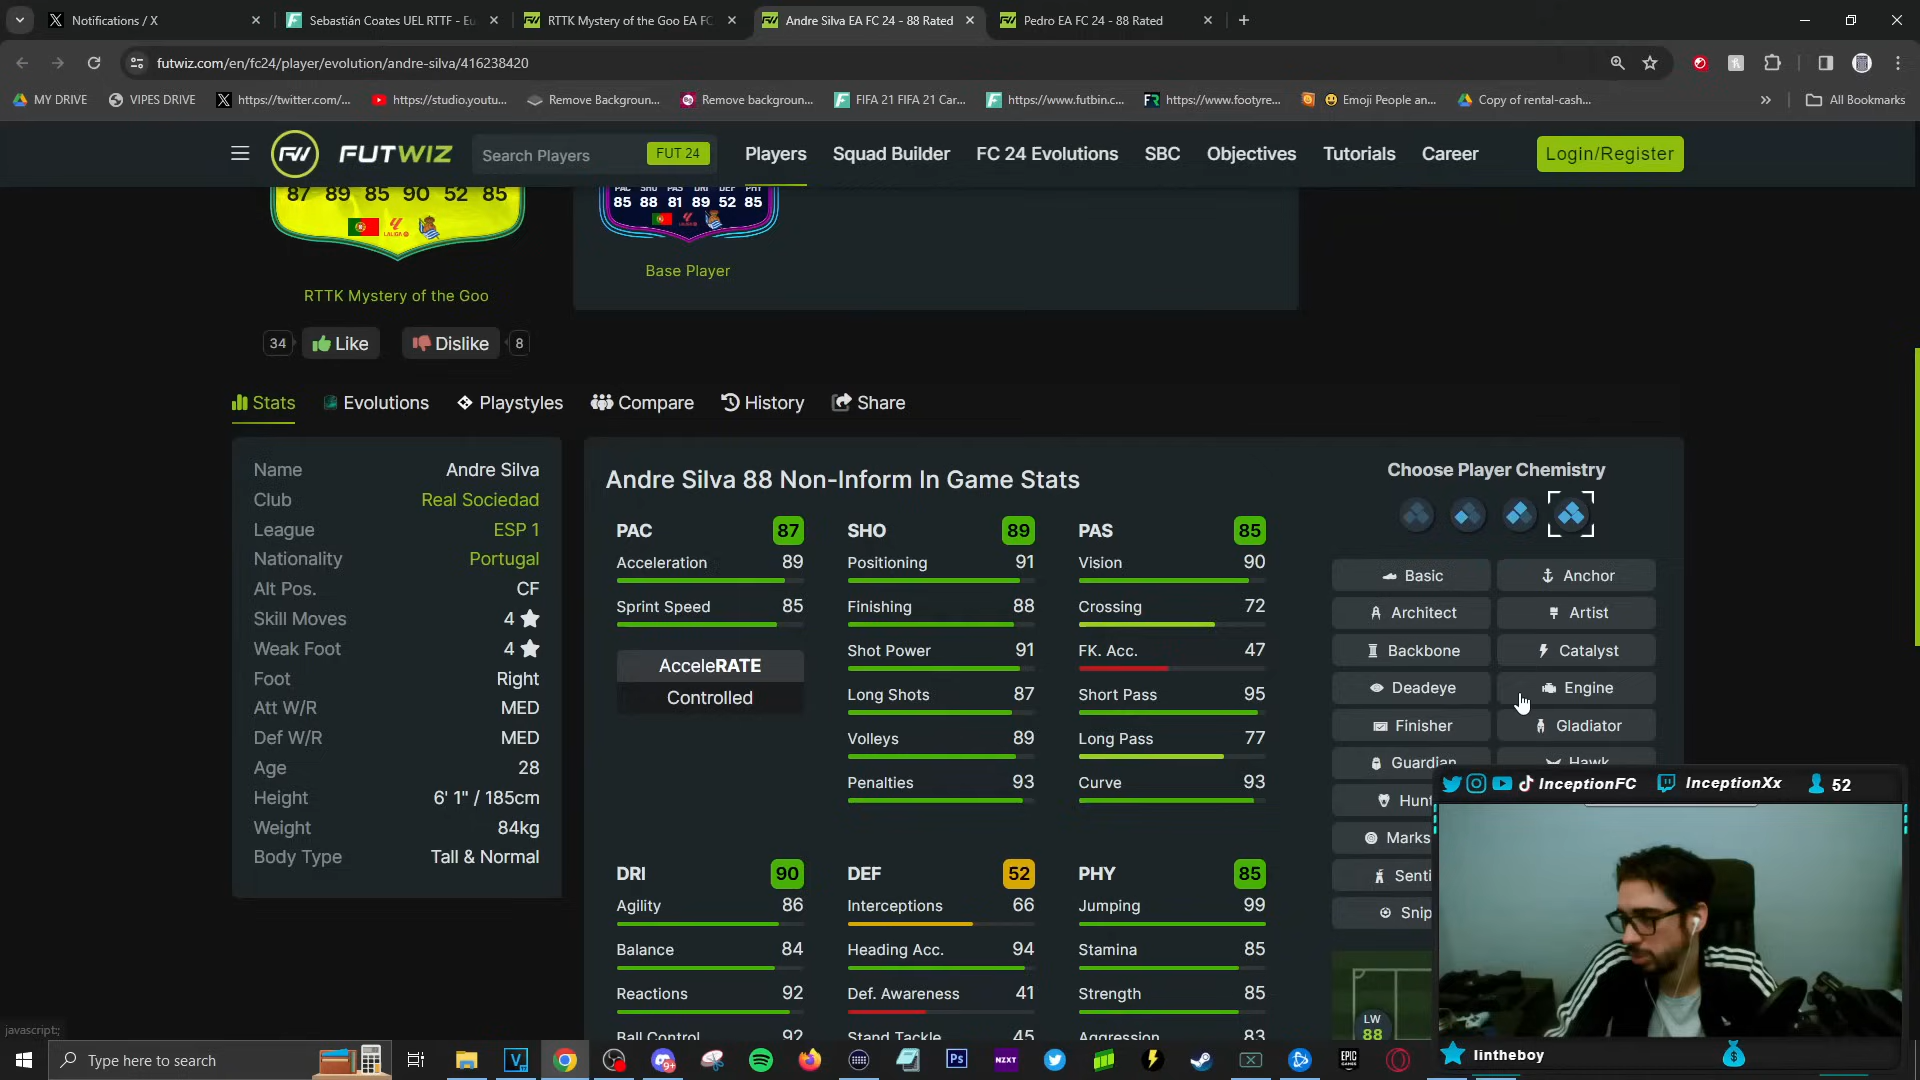 Notifications / X
Sebastián Coates UEL RTTF - Eu
RTTK Mystery of the Goo EA FC
Andre Silva EA FC 24 - 88 Rated
Pedro EA FC 24 - 88 Rated
futwiz.com/en/fc24/player/evolution/andre-silva/416238420
MY DRIVE
VIPES DRIVE
https://twitter.com/...
https://studio.youtu...
Remove Backgroun...
Remove backgroun...
FIFA 21 FIFA 21 Car...
https://www.futbin.c...
https://www.footyre...
Emoji People an...
Copy of rental-cash...
All Bookmarks
FUTWIZ
Search Players
FUT 24
Players
Squad Builder
FC 24 Evolutions
SBC
Objectives
Tutorials
Career
Login/Register
87 89 85 90 52 85
PAC SHO PAS DRI DEF PHY
85 88 81 89 52 85
Base Player
RTTK Mystery of the Goo
34 Like Dislike 8
Stats Evolutions Playstyles Compare History Share
Name Andre Silva
Club Real Sociedad
League ESP 1
Nationality Portugal
Alt Pos. CF
Skill Moves 4
Weak Foot 4
Foot Right
Att W/R MED
Def W/R MED
Age 28
Height 6' 1" / 185cm
Weight 84kg
Body Type Tall & Normal
Andre Silva 88 Non-Inform In Game Stats
PAC 87
Acceleration 89
Sprint Speed 85
AcceleRATE
Controlled
SHO 89
Positioning 91
Finishing 88
Shot Power 91
Long Shots 87
Volleys 89
Penalties 93
PAS 85
Vision 90
Crossing 72
FK. Acc. 47
Short Pass 95
Long Pass 77
Curve 93
DRI 90
Agility 86
Balance 84
Reactions 92
Ball Control 92
DEF 52
Interceptions 66
Heading Acc. 94
Def. Awareness 41
Stand Tackle 45
PHY 85
Jumping 99
Stamina 85
Strength 85
Aggression 83
Choose Player Chemistry
Basic Anchor
Architect Artist
Backbone Catalyst
Deadeye Engine
Finisher Gladiator
Guardian Hawk
Hunt
Marks
Senti
Snip
LW
88
InceptionFC InceptionXx 52
lintheboy
javascript:;
Type here to search